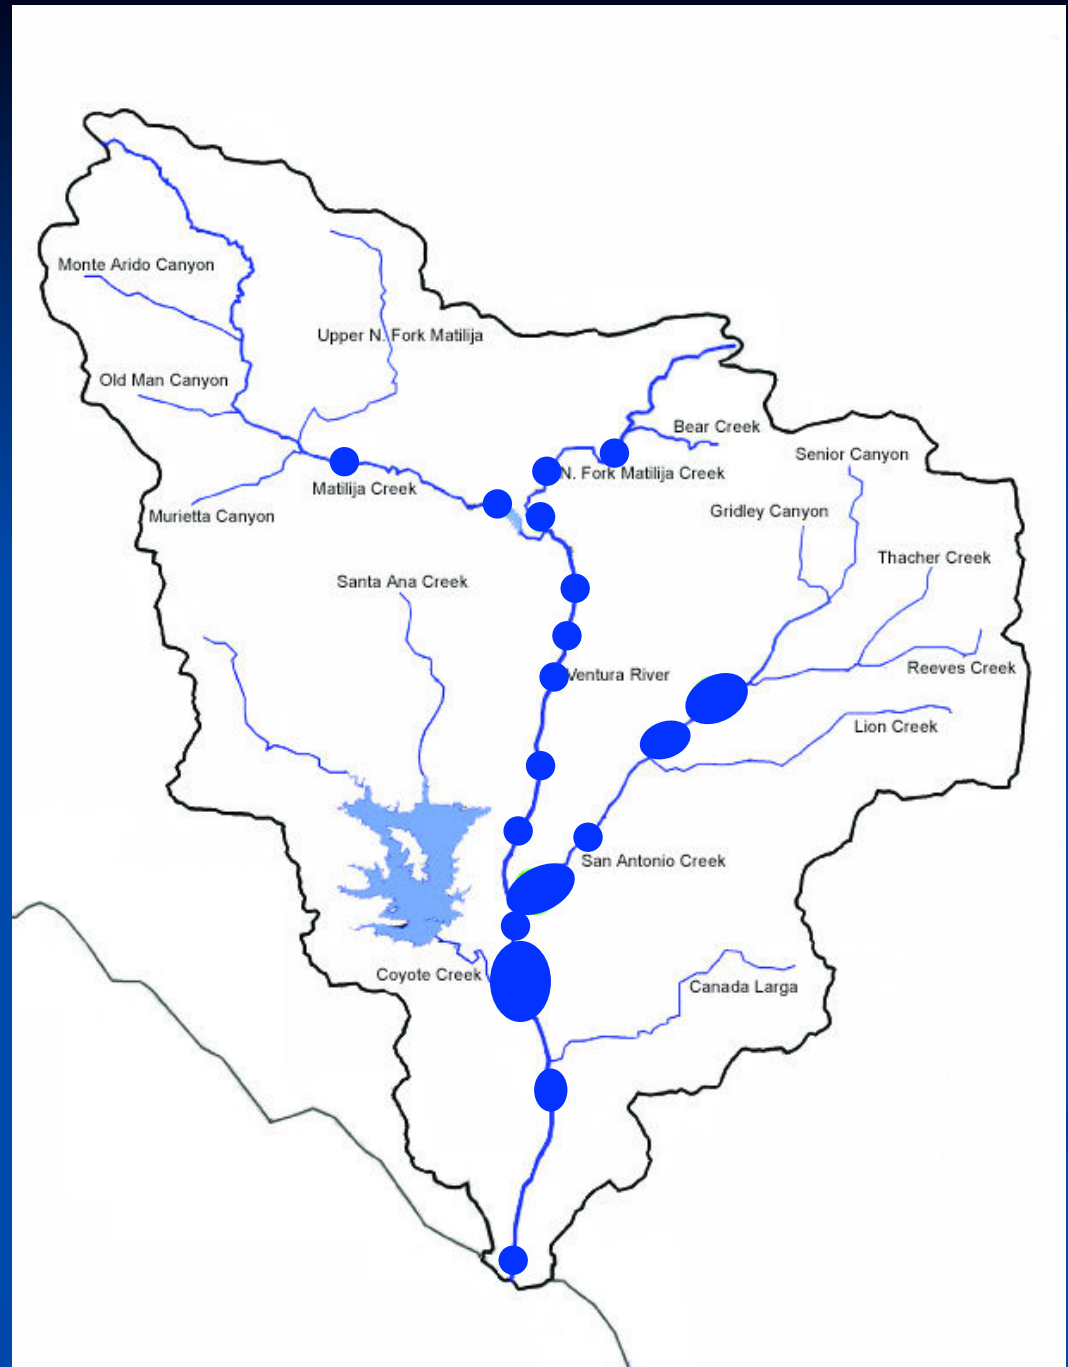 Monte Arido Canyon
Upper N. Fork Matilija
Old Man Canyon
Bear Creek
Senior Canyon
N. Fork Matilija Creek
Matilija Creek
Gridley Canyon
Murietta Canyon
Thacher Creek
Santa Ana Creek
Reeves Creek
Ventura River
Lion Creek
San Antonio Creek
Coyote Creek
Canada Larga